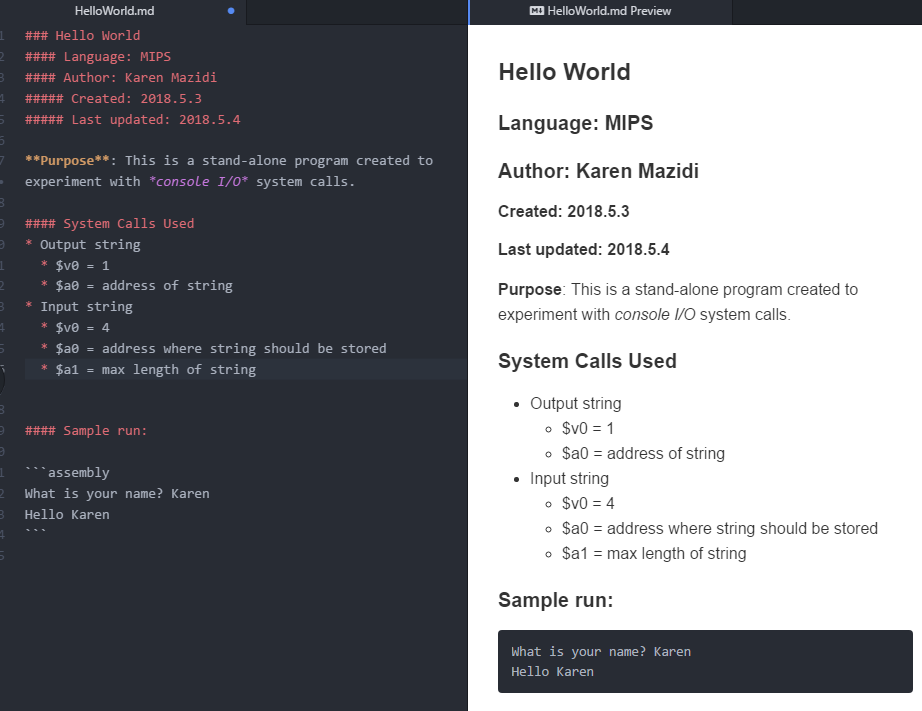 HelloWorld.md
### Hello World
#### Language: MIPS
#### Author: Karen Mazidi
##### Created: 2018.5.3
##### Last updated: 2018.5.4
**Purpose**: This is a stand-alone program created to
experiment with *console I/O* system calls.
#### System Calls Used
* Output string
  * $v0 = 1
  * $a0 = address of string
* Input string
  * $v0 = 4
  * $a0 = address where string should be stored
  * $a1 = max length of string
#### Sample run:
```assembly
What is your name? Karen
Hello Karen
```
HelloWorld.md Preview
Hello World
Language: MIPS
Author: Karen Mazidi
Created: 2018.5.3
Last updated: 2018.5.4
Purpose: This is a stand-alone program created to
experiment with console I/O system calls.
System Calls Used
• Output string
  ◦ $v0 = 1
  ◦ $a0 = address of string
• Input string
  ◦ $v0 = 4
  ◦ $a0 = address where string should be stored
  ◦ $a1 = max length of string
Sample run:
What is your name? Karen
Hello Karen